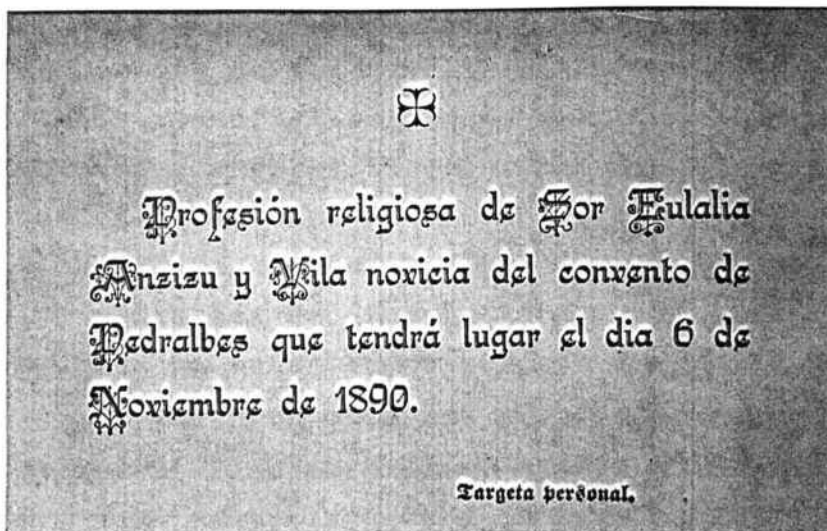 Profesión religiosa de Sor Eulalia
Anzizu y Vila novicia del convento de
Pedralbes que tendrá lugar el dia 6 de
Noviembre de 1890.
Targeta personal.